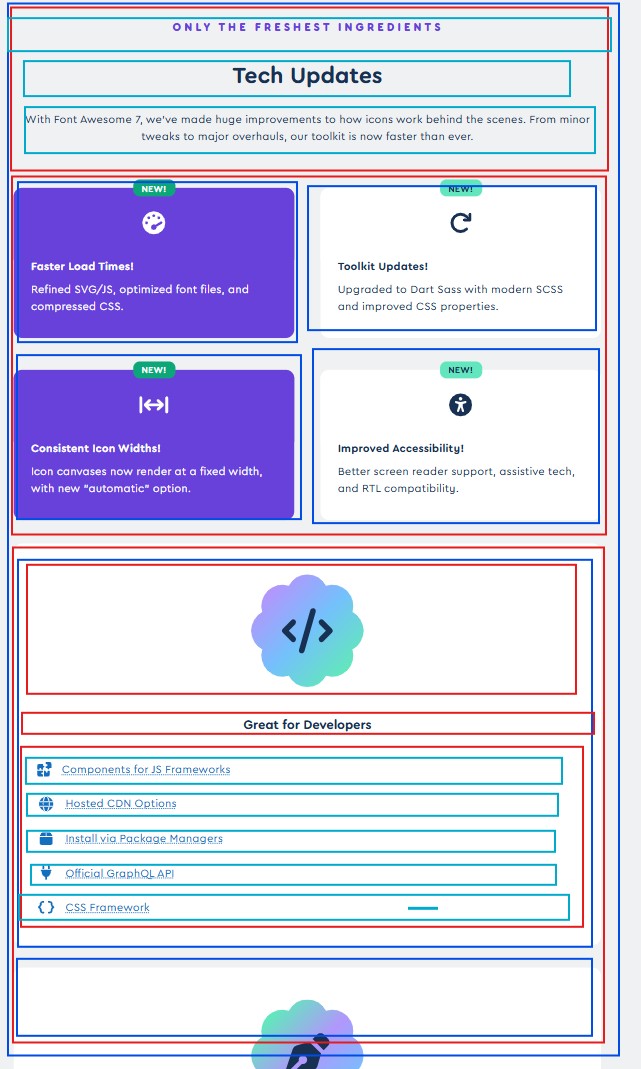 ONLY THE FRESHEST INGREDIENTS
Tech Updates
With Font Awesome 7, we've made huge improvements to how icons work behind the scenes. From minor
tweaks to major overhauls, our toolkit is now faster than ever.
NEW!
Faster Load Times!
Refined SVG/JS, optimized font files, and
compressed CSS.
NEW!
Toolkit Updates!
Upgraded to Dart Sass with modern SCSS
and improved CSS properties.
NEW!
Consistent Icon Widths!
Icon canvases now render at a fixed width,
with new "automatic" option.
NEW!
Improved Accessibility!
Better screen reader support, assistive tech,
and RTL compatibility.
Great for Developers
Components for JS Frameworks
Hosted CDN Options
Install via Package Managers
Official GraphQL API
CSS Framework